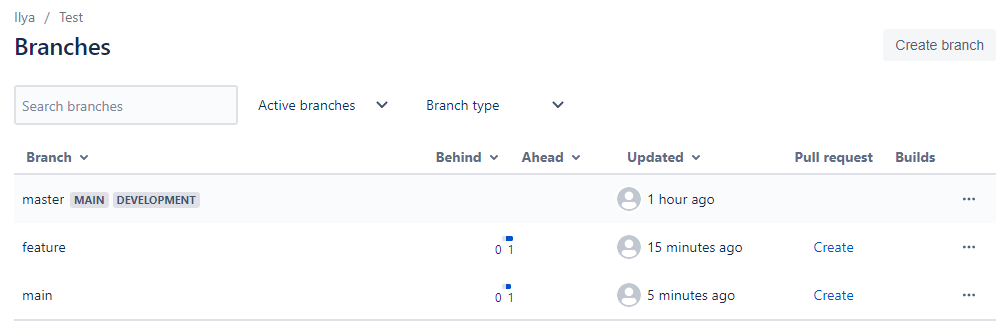 Ilya / Test
Branches
Create branch
Search branches Active branches Branch type
Branch Behind Ahead Updated Pull request Builds
master MAIN DEVELOPMENT 1 hour ago ...
feature 0 1 15 minutes ago Create ...
main 0 1 5 minutes ago Create ...